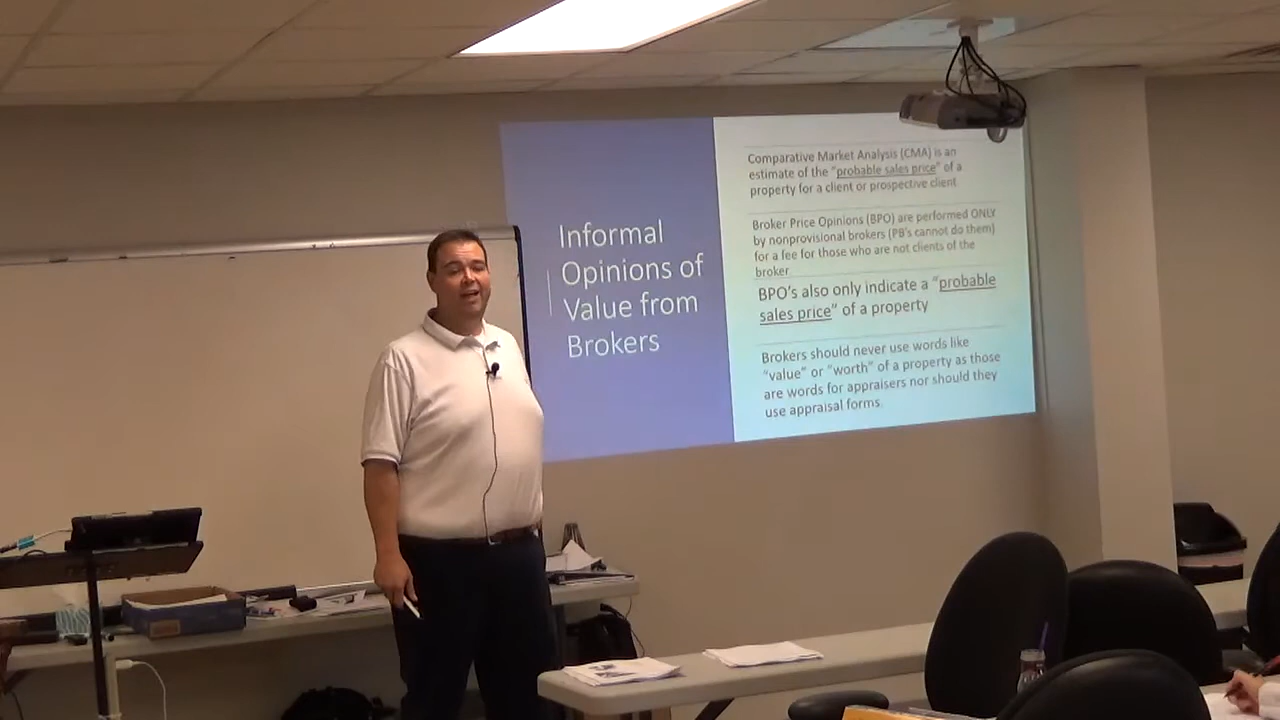 Informal
Opinions of
Value from
Brokers
Comparative Market Analysis (CMA) is an
estimate of the "probable sales price" of a
property for a client or prospective client
Broker Price Opinions (BPO) are performed ONLY
by nonprovisional brokers (PB's cannot do them)
for a fee for those who are not clients of the
broker
BPO's also only indicate a "probable
sales price" of a property
Brokers should never use words like
"value" or "worth" of a property as those
are words for appraisers nor should they
use appraisal forms.